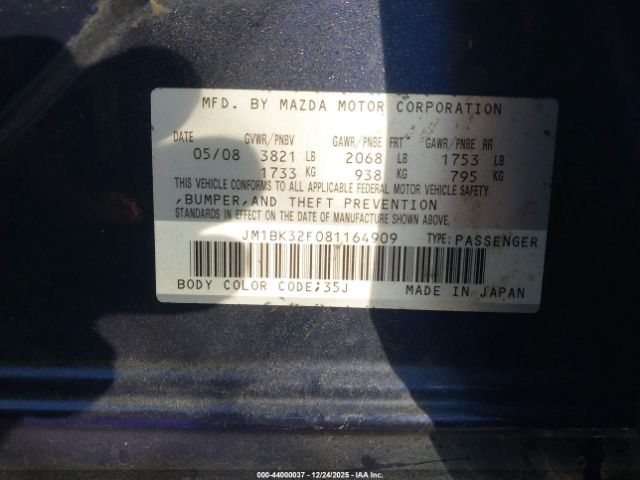 MFD. BY MAZDA MOTOR CORPORATION
DATE GVWR/PNBV GAWR/PNBE FRT GAWR/PNBE RR
05/08 3821 LB 2068 LB 1753 LB
1733 KG 938 KG 795 KG
THIS VEHICLE CONFORMS TO ALL APPLICABLE FEDERAL MOTOR VEHICLE SAFETY
,BUMPER,AND THEFT PREVENTION
STANDARDS IN EFFECT ON THE DATE OF MANUFACTURE SHOWN ABOVE.
JM1BK32F081164909 TYPE:PASSENGER
BODY COLOR CODE;35J MADE IN JAPAN
000-44000037 - 12/24/2025 - IAA Inc.